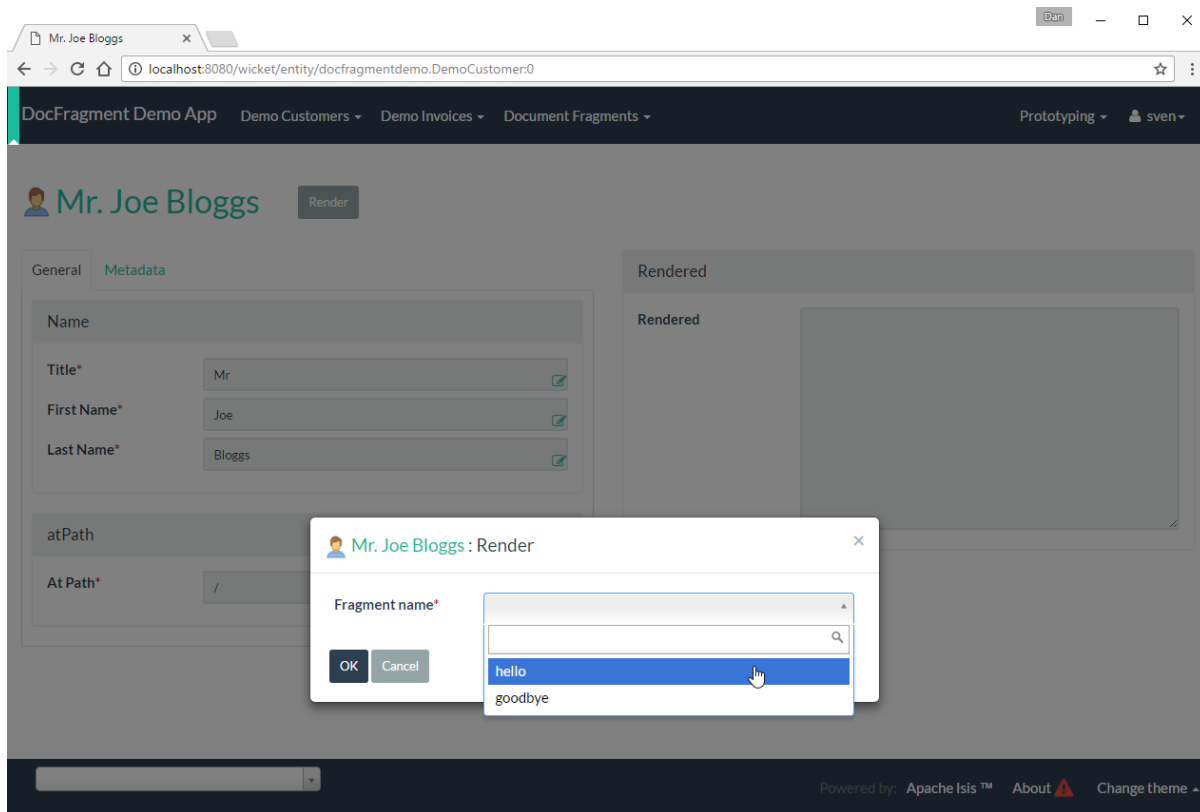 Dan
Mr. Joe Bloggs
localhost:8080/wicket/entity/docfragmentdemo.DemoCustomer:0
DocFragment Demo App Demo Customers Demo Invoices Document Fragments Prototyping sven
Mr. Joe Bloggs Render
General Metadata
Rendered
Name
Rendered
Title* Mr
First Name* Joe
Last Name* Bloggs
atPath
At Path* /
Mr. Joe Bloggs : Render ×
Fragment name*
OK Cancel
hello
goodbye
Powered by: Apache Isis ™ About Change theme